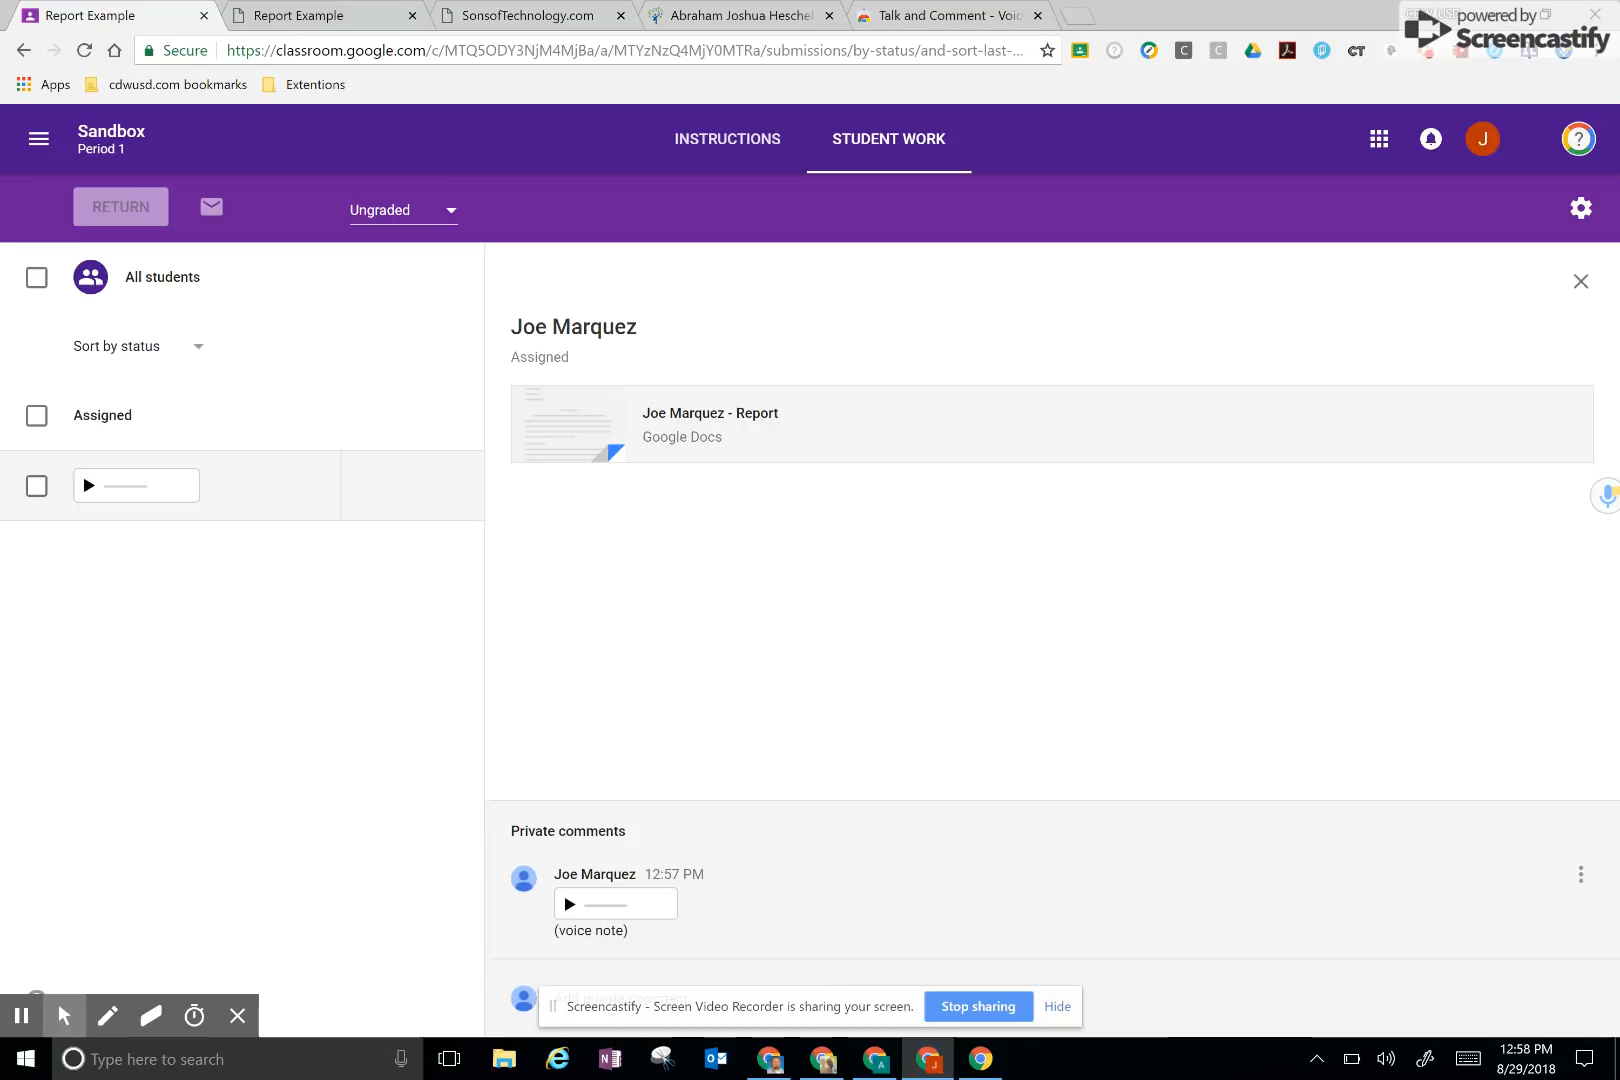 Report Example
Report Example
SonsofTechnology.com
Abraham Joshua Heschel
Talk and Comment - Voic
powered by
Screencastify
Secure
https://classroom.google.com/c/MTQ5ODY3NjM4MjBa/a/MTYzNzQ4MjY0MTRa/submissions/by-status/and-sort-last-...
Apps
cdwusd.com bookmarks
Extentions
Sandbox
Period 1
INSTRUCTIONS
STUDENT WORK
J
RETURN
Ungraded
All students
Sort by status
Assigned
Joe Marquez
Assigned
Joe Marquez - Report
Google Docs
Private comments
Joe Marquez 12:57 PM
(voice note)
Screencastify - Screen Video Recorder is sharing your screen.
Stop sharing
Hide
Type here to search
12:58 PM
8/29/2018